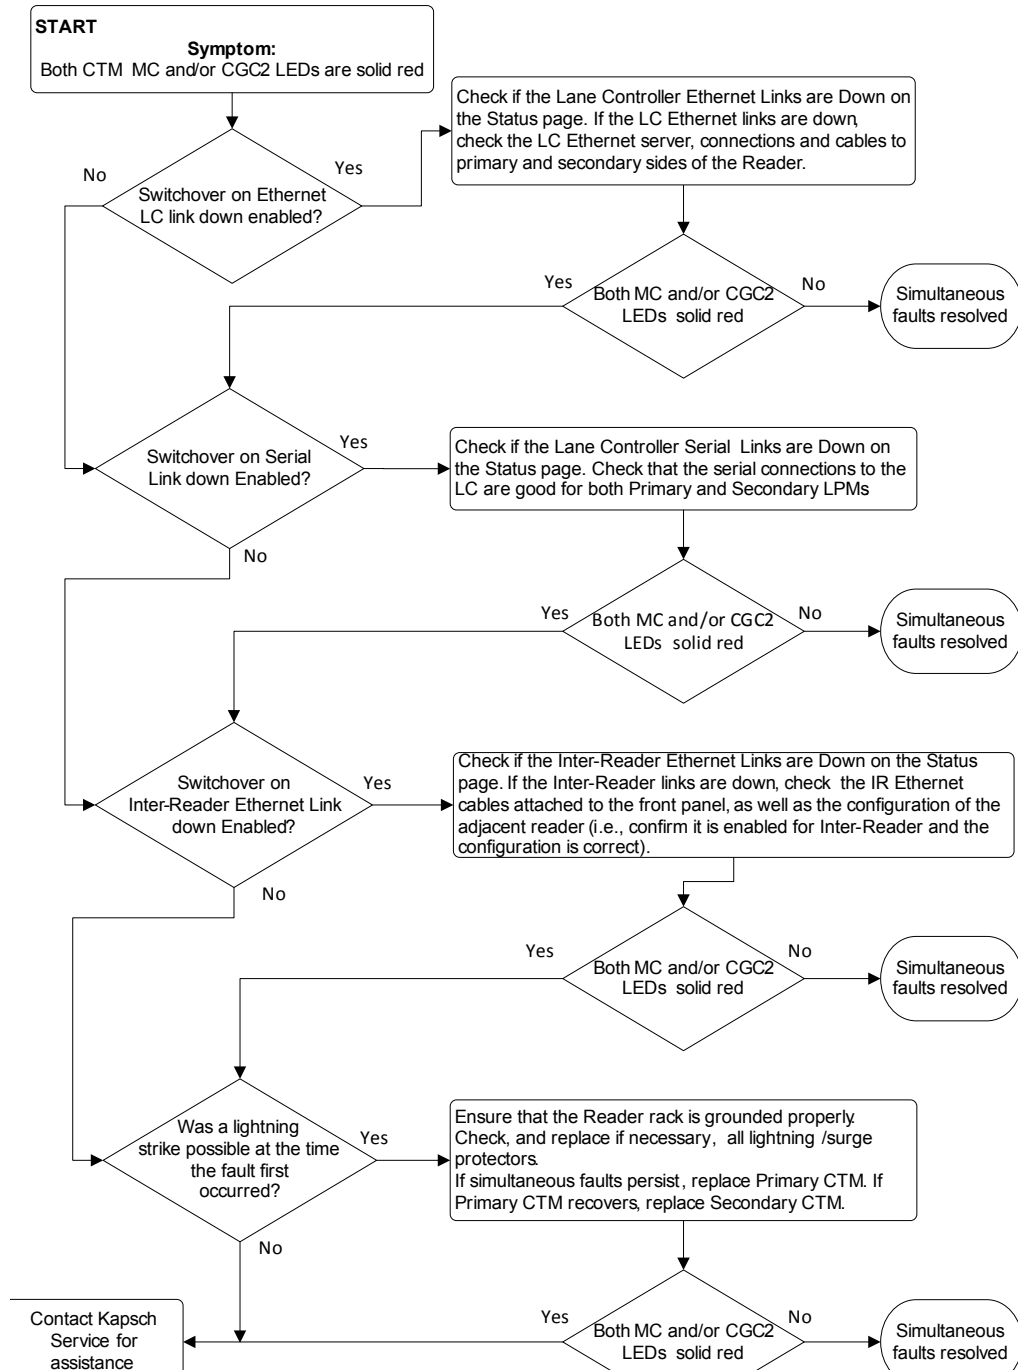 START
Symptom:
Both CTM MC and/or CGC2 LEDs are solid red
Check if the Lane Controller Ethernet Links are Down on
the Status page. If the LC Ethernet links are down,
check the LC Ethernet server, connections and cables to
primary and secondary sides of the Reader.
No
Yes
Switchover on Ethernet
LC link down enabled?
Yes
Both MC and/or CGC2
LEDs solid red
No
Simultaneous
faults resolved
Switchover on Serial
Link down Enabled?
Yes
Check if the Lane Controller Serial Links are Down on
the Status page. Check that the serial connections to the
LC are good for both Primary and Secondary LPMs
No
Yes
Both MC and/or CGC2
LEDs solid red
No
Simultaneous
faults resolved
Switchover on
Inter-Reader Ethernet Link
down Enabled?
Yes
Check if the Inter-Reader Ethernet Links are Down on the Status
page. If the Inter-Reader links are down, check the IR Ethernet
cables attached to the front panel, as well as the configuration of the
adjacent reader (i.e., confirm it is enabled for Inter-Reader and the
configuration is correct).
No
Yes
Both MC and/or CGC2
LEDs solid red
No
Simultaneous
faults resolved
Was a lightning
strike possible at the time
the fault first
occurred?
Yes
Ensure that the Reader rack is grounded properly.
Check, and replace if necessary, all lightning /surge
protectors.
If simultaneous faults persist, replace Primary CTM. If
Primary CTM recovers, replace Secondary CTM.
No
Contact Kapsch
Service for
assistance
Yes
Both MC and/or CGC2
LEDs solid red
No
Simultaneous
faults resolved